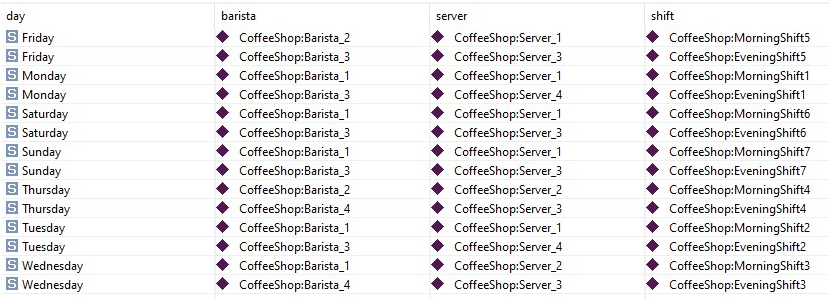 day barista server shift
S Friday CoffeeShop:Barista_2 CoffeeShop:Server_1 CoffeeShop:MorningShift5
S Friday CoffeeShop:Barista_3 CoffeeShop:Server_3 CoffeeShop:EveningShift5
S Monday CoffeeShop:Barista_1 CoffeeShop:Server_1 CoffeeShop:MorningShift1
S Monday CoffeeShop:Barista_3 CoffeeShop:Server_4 CoffeeShop:EveningShift1
S Saturday CoffeeShop:Barista_1 CoffeeShop:Server_1 CoffeeShop:MorningShift6
S Saturday CoffeeShop:Barista_3 CoffeeShop:Server_3 CoffeeShop:EveningShift6
S Sunday CoffeeShop:Barista_1 CoffeeShop:Server_1 CoffeeShop:MorningShift7
S Sunday CoffeeShop:Barista_3 CoffeeShop:Server_3 CoffeeShop:EveningShift7
S Thursday CoffeeShop:Barista_2 CoffeeShop:Server_2 CoffeeShop:MorningShift4
S Thursday CoffeeShop:Barista_4 CoffeeShop:Server_3 CoffeeShop:EveningShift4
S Tuesday CoffeeShop:Barista_1 CoffeeShop:Server_1 CoffeeShop:MorningShift2
S Tuesday CoffeeShop:Barista_3 CoffeeShop:Server_4 CoffeeShop:EveningShift2
S Wednesday CoffeeShop:Barista_1 CoffeeShop:Server_2 CoffeeShop:MorningShift3
S Wednesday CoffeeShop:Barista_4 CoffeeShop:Server_3 CoffeeShop:EveningShift3